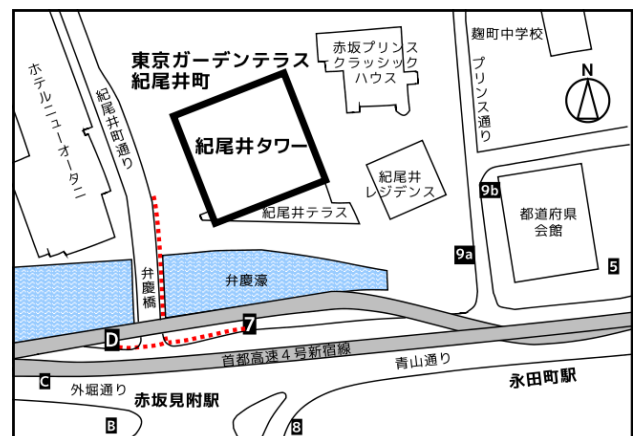 東京ガーデンテラス
紀尾井町
赤坂プリンス
クラッシック
ハウス
麹町中学校
プリンス通り
N
ホテルニューオータニ
紀尾井町通り
紀尾井タワー
紀尾井
レジデンス
紀尾井テラス
9b
都道府県
会館
9a
5
弁慶橋
弁慶濠
D
7
首都高速4号新宿線
青山通り
C
外堀通り
赤坂見附駅
永田町駅
B
8